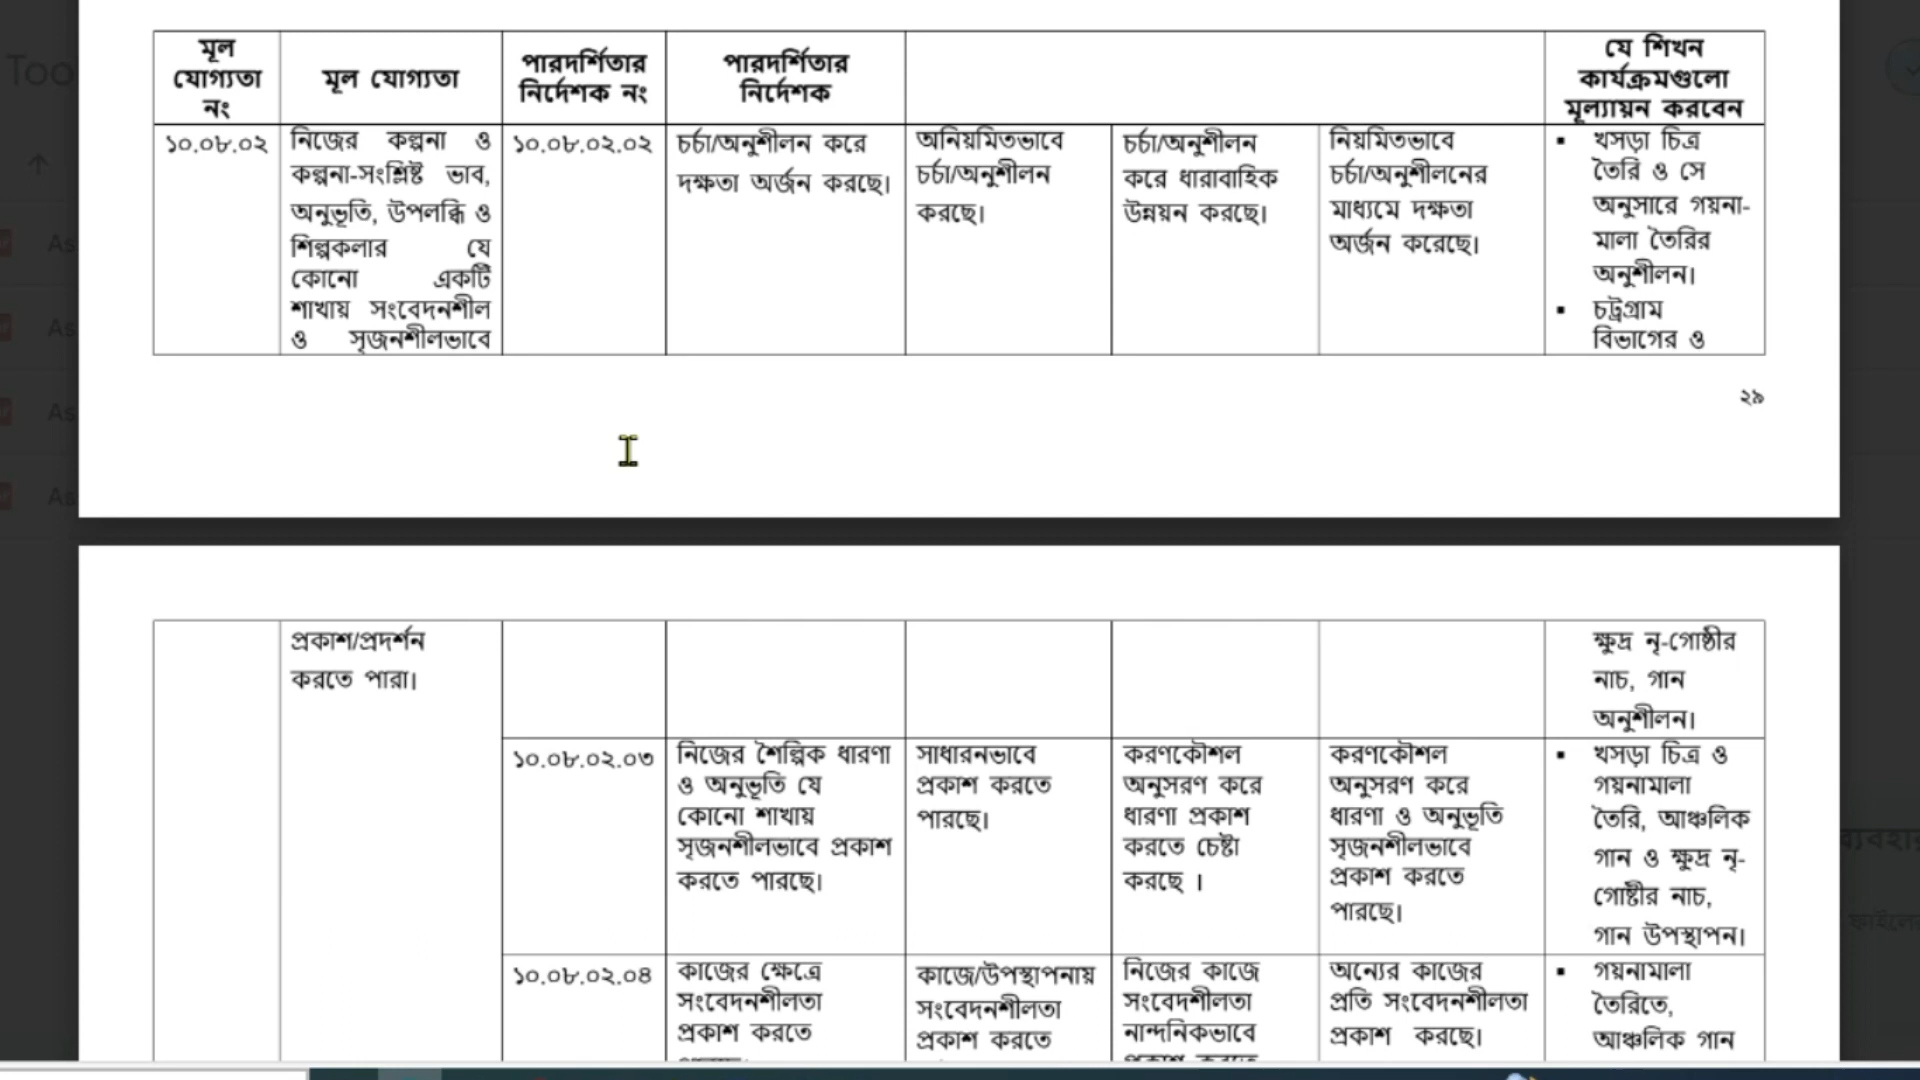 মূল
যোগ্যতা
নং
মূল যোগ্যতা
পারদর্শিতার
নির্দেশক নং
পারদর্শিতার
নির্দেশক
যে শিখন
কার্যক্রমগুলো
মূল্যায়ন করবেন
১০.০৮.০২
নিজের কল্পনা ও
কল্পনা-সংশ্লিষ্ট ভাব,
অনুভূতি, উপলব্ধি ও
শিল্পকলার যে
কোনো একটি
শাখায় সংবেদনশীল
ও সৃজনশীলভাবে
১০.০৮.০২.০২
চর্চা/অনুশীলন করে
দক্ষতা অর্জন করছে।
অনিয়মিতভাবে
চর্চা/অনুশীলন
করছে।
চর্চা/অনুশীলন
করে ধারাবাহিক
উন্নয়ন করছে।
নিয়মিতভাবে
চর্চা/অনুশীলনের
মাধ্যমে দক্ষতা
অর্জন করেছে।
▪ খসড়া চিত্র
তৈরি ও সে
অনুসারে গয়না-
মালা তৈরির
অনুশীলন।
▪ চট্রগ্রাম
বিভাগের ও
২৯
প্রকাশ/প্রদর্শন
করতে পারা।
ক্ষুদ্র নৃ-গোষ্ঠীর
নাচ, গান
অনুশীলন।
১০.০৮.০২.০৩
নিজের শৈল্পিক ধারণা
ও অনুভূতি যে
কোনো শাখায়
সৃজনশীলভাবে প্রকাশ
করতে পারছে।
সাধারনভাবে
প্রকাশ করতে
পারছে।
করণকৌশল
অনুসরণ করে
ধারণা প্রকাশ
করতে চেষ্টা
করছে ।
করণকৌশল
অনুসরণ করে
ধারণা ও অনুভূতি
সৃজনশীলভাবে
প্রকাশ করতে
পারছে।
▪ খসড়া চিত্র ও
গয়নামালা
তৈরি, আঞ্চলিক
গান ও ক্ষুদ্র নৃ-
গোষ্টীর নাচ,
গান উপস্থাপন।
১০.০৮.০২.০৪
কাজের ক্ষেত্রে
সংবেদনশীলতা
প্রকাশ করতে
কাজে/উপস্থাপনায়
সংবেদনশীলতা
প্রকাশ করতে
নিজের কাজে
সংবেদশীলতা
নান্দনিকভাবে
প্রকাশ করতে
অন্যের কাজের
প্রতি সংবেদনশীলতা
প্রকাশ করছে।
▪ গয়নামালা
তৈরিতে,
আঞ্চলিক গান